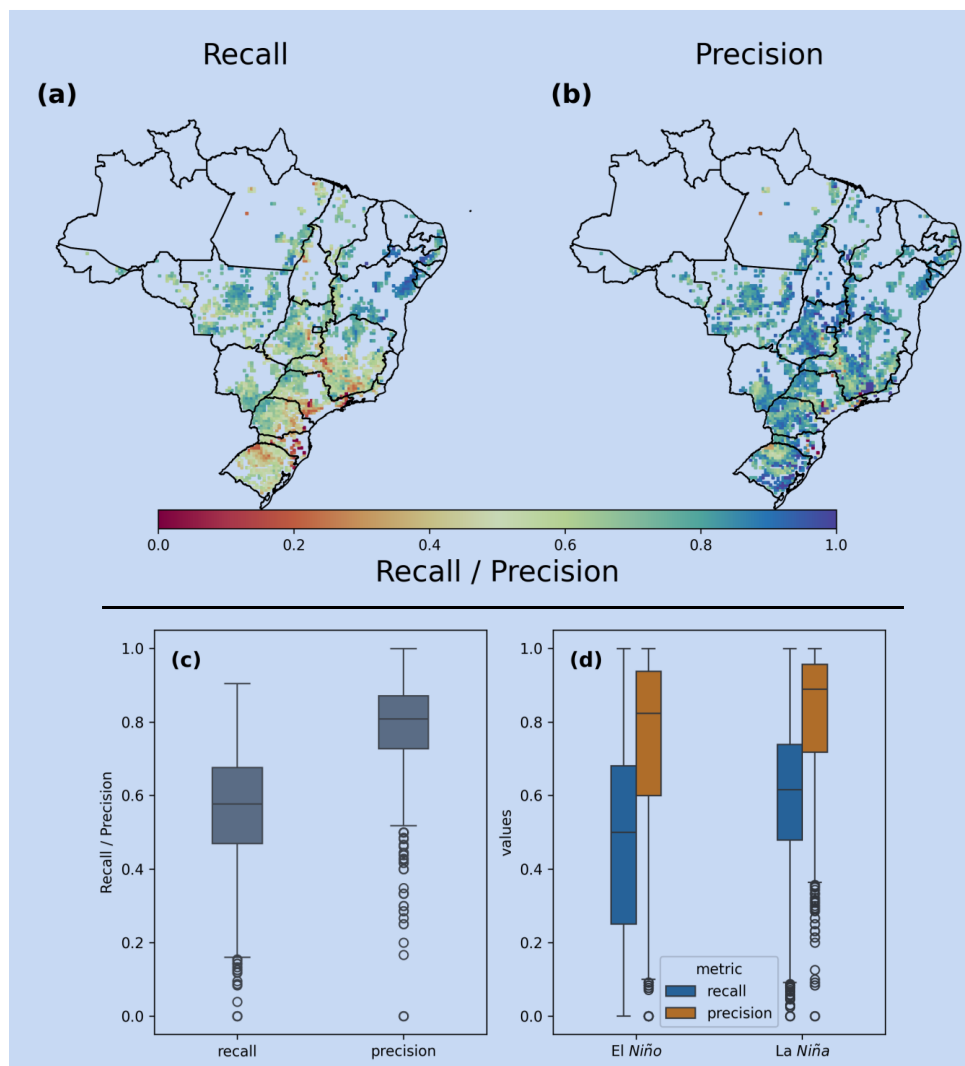 Recall Precision
(a) (b)
0.0 0.2 0.4 0.6 0.8 1.0
Recall / Precision
(c) (d)
1.0 1.0
0.8 0.8
0.6 0.6
Recall / Precision values
0.4 0.4
0.2 0.2
metric
recall
precision
0.0 0.0
recall precision El Niño La Niña